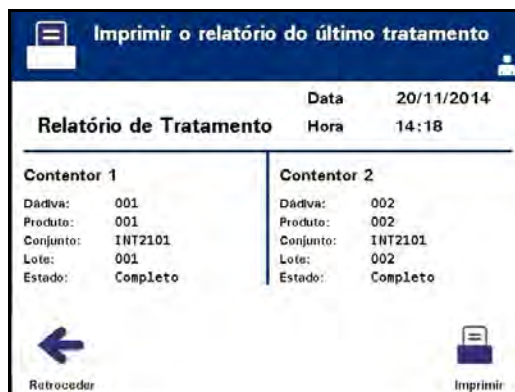 Imprimir o relatório do último tratamento
Data 20/11/2014
Relatório de Tratamento Hora 14:18
Contentor 1
Dádiva: 001
Produto: 001
Conjunto: INT2101
Lote: 001
Estado: Completo
Contentor 2
Dádiva: 002
Produto: 002
Conjunto: INT2101
Lote: 002
Estado: Completo
Retroceder
Imprimir